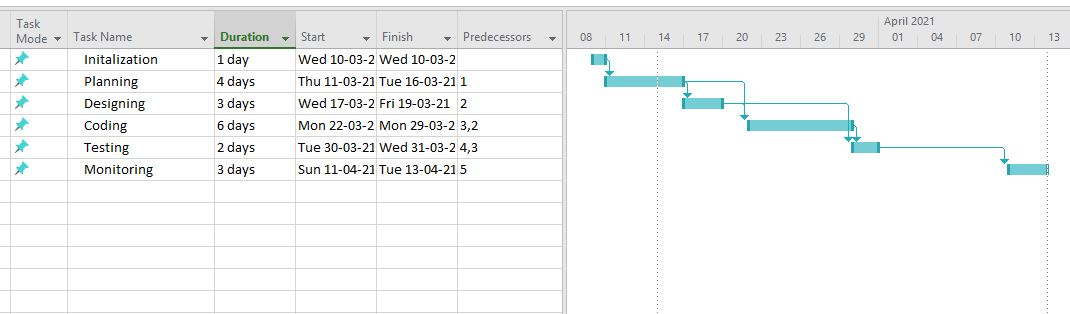 April 2021
Task Mode Task Name Duration Start Finish Predecessors 08 11 14 17 20 23 26 29 01 04 07 10 13
Initalization 1 day Wed 10-03-2 Wed 10-03-2
Planning 4 days Thu 11-03-21 Tue 16-03-21 1
Designing 3 days Wed 17-03-2 Fri 19-03-21 2
Coding 6 days Mon 22-03-2 Mon 29-03-2 3,2
Testing 2 days Tue 30-03-21 Wed 31-03-2 4,3
Monitoring 3 days Sun 11-04-21 Tue 13-04-21 5